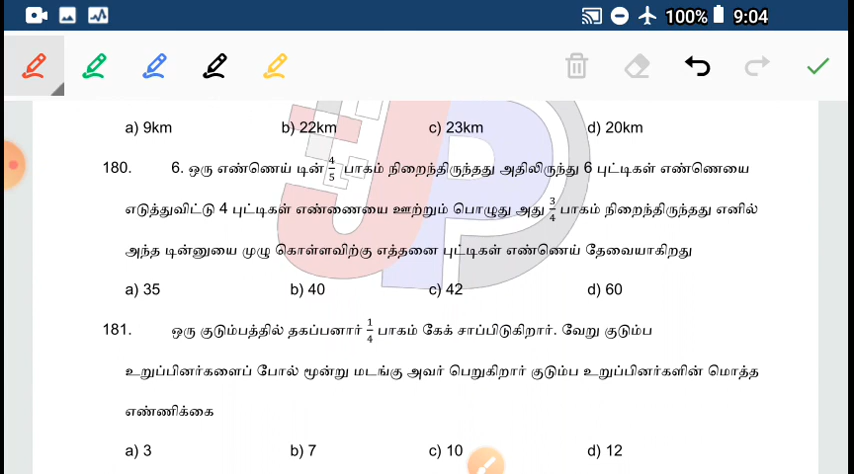 100% 9:04
a) 9km b) 22km c) 23km d) 20km
180. 6. ஒரு எண்ணெய் டின் 4/5 பாகம் நிறைந்திருந்தது அதிலிருந்து 6 புட்டிகள் எண்ணெயை
எடுத்துவிட்டு 4 புட்டிகள் எண்ணையை ஊற்றும் பொழுது அது 3/4 பாகம் நிறைந்திருந்தது எனில்
அந்த டின்னுயை முழு கொள்ளவிற்கு எத்தனை புட்டிகள் எண்ணெய் தேவையாகிறது
a) 35 b) 40 c) 42 d) 60
181. ஒரு குடும்பத்தில் தகப்பனார் 1/4 பாகம் கேக் சாப்பிடுகிறார். வேறு குடும்ப
உறுப்பினர்களைப் போல் மூன்று மடங்கு அவர் பெறுகிறார் குடும்ப உறுப்பினர்களின் மொத்த
எண்ணிக்கை
a) 3 b) 7 c) 10 d) 12